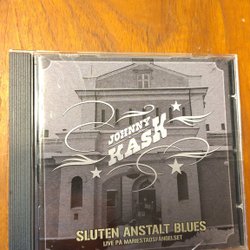 JOHNNY
KASK
SLUTEN ANSTALT BLUES
LIVE PÅ MARIESTADSFÄNGELSET